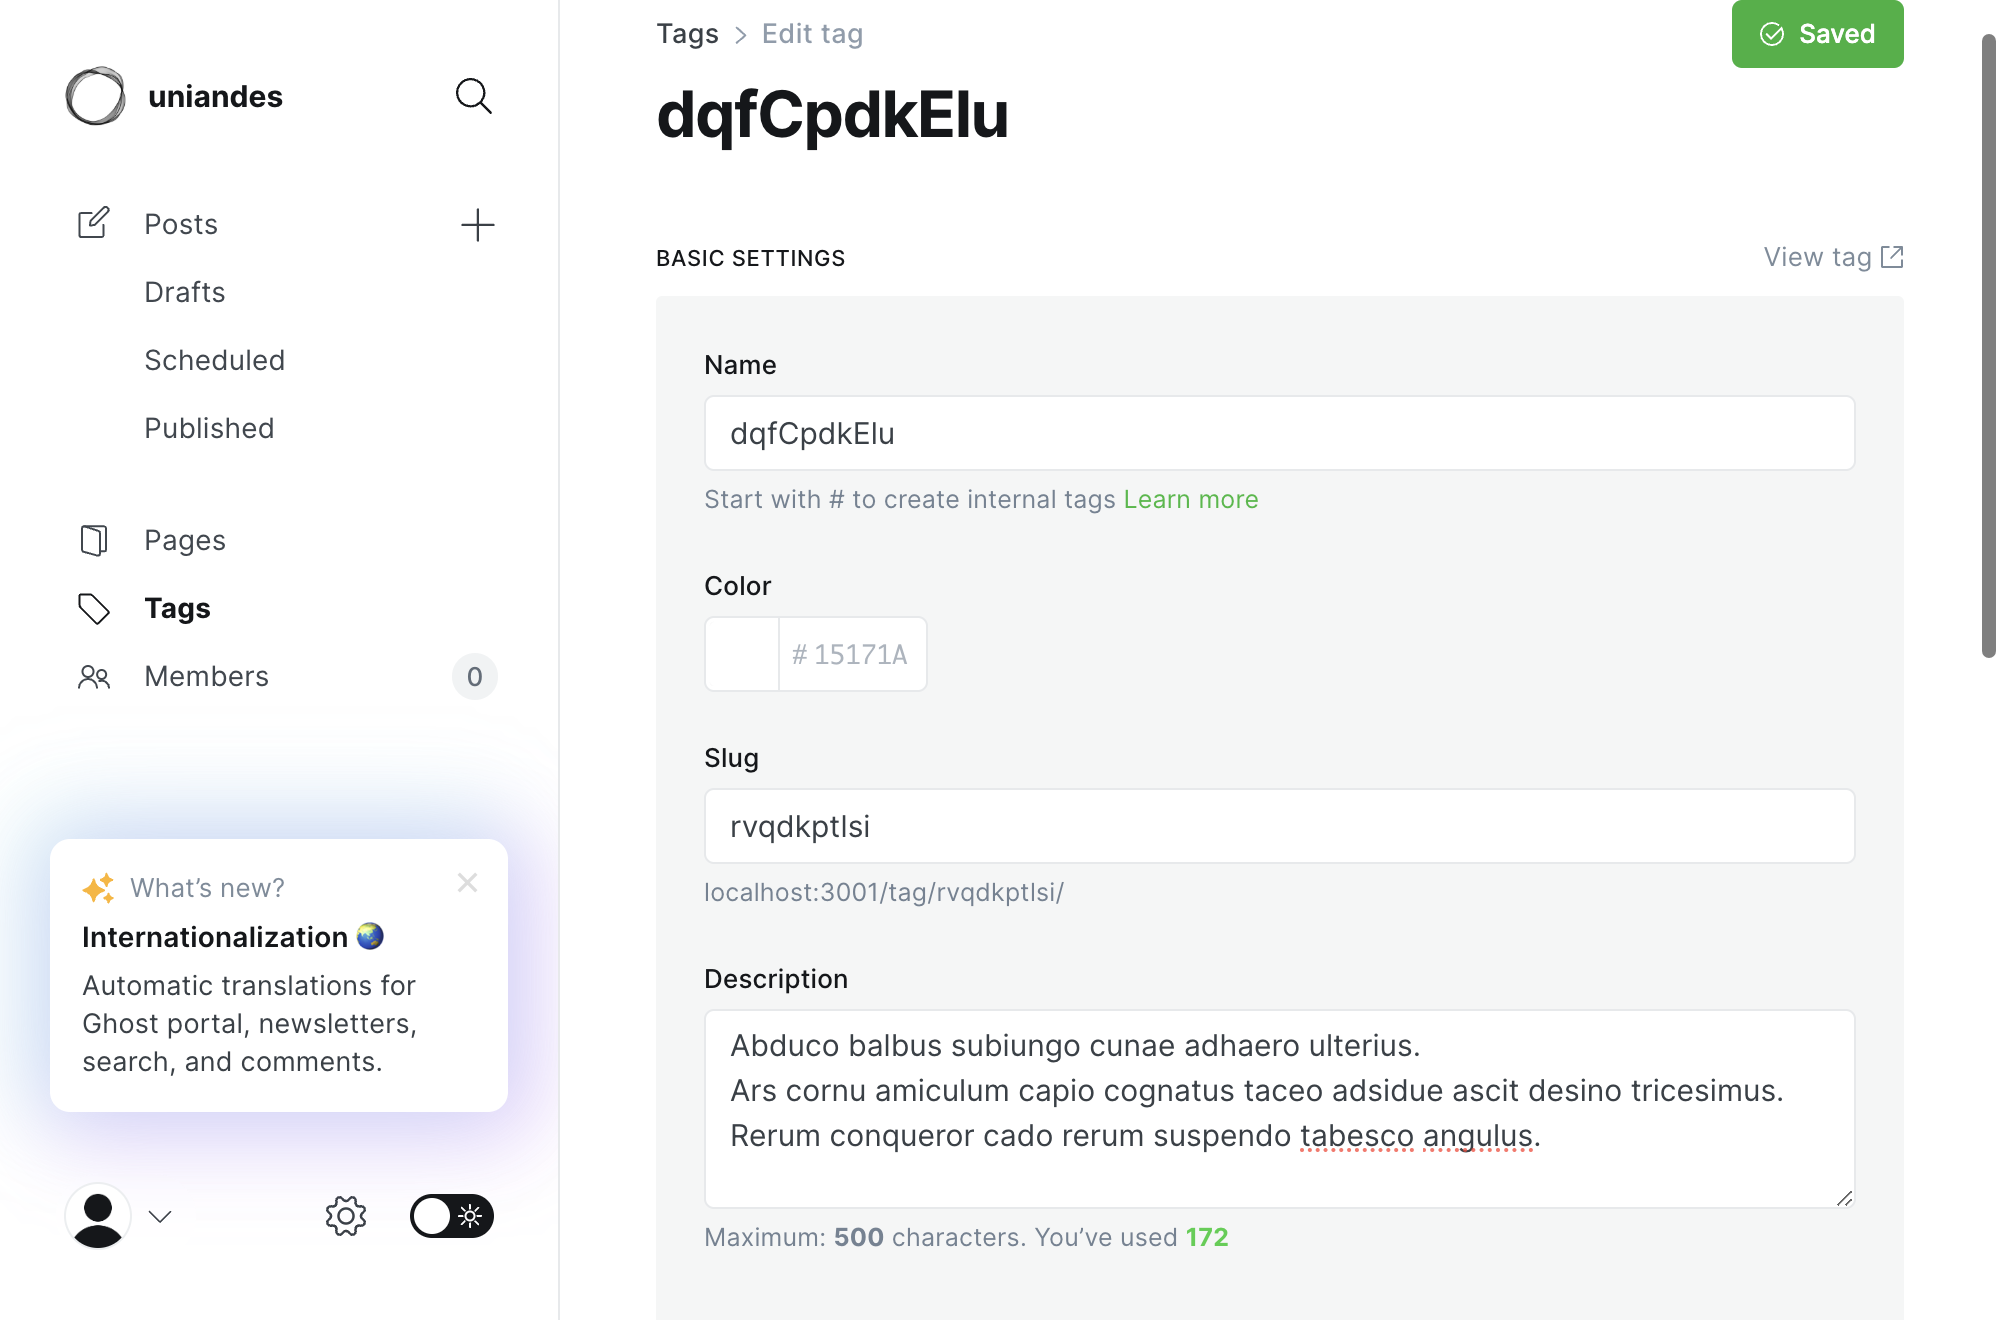 uniandes
Posts
Drafts
Scheduled
Published
Pages
Tags
Members
0
What’s new?
Internationalization
Automatic translations for
Ghost portal, newsletters,
search, and comments.
Tags > Edit tag
Saved
dqfCpdkElu
BASIC SETTINGS
View tag
Name
dqfCpdkElu
Start with # to create internal tags Learn more
Color
# 15171A
Slug
rvqdkptlsi
localhost:3001/tag/rvqdkptlsi/
Description
Abduco balbus subiungo cunae adhaero ulterius.
Ars cornu amiculum capio cognatus taceo adsidue ascit desino tricesimus.
Rerum conqueror cado rerum suspendo tabesco angulus.
Maximum: 500 characters. You’ve used 172